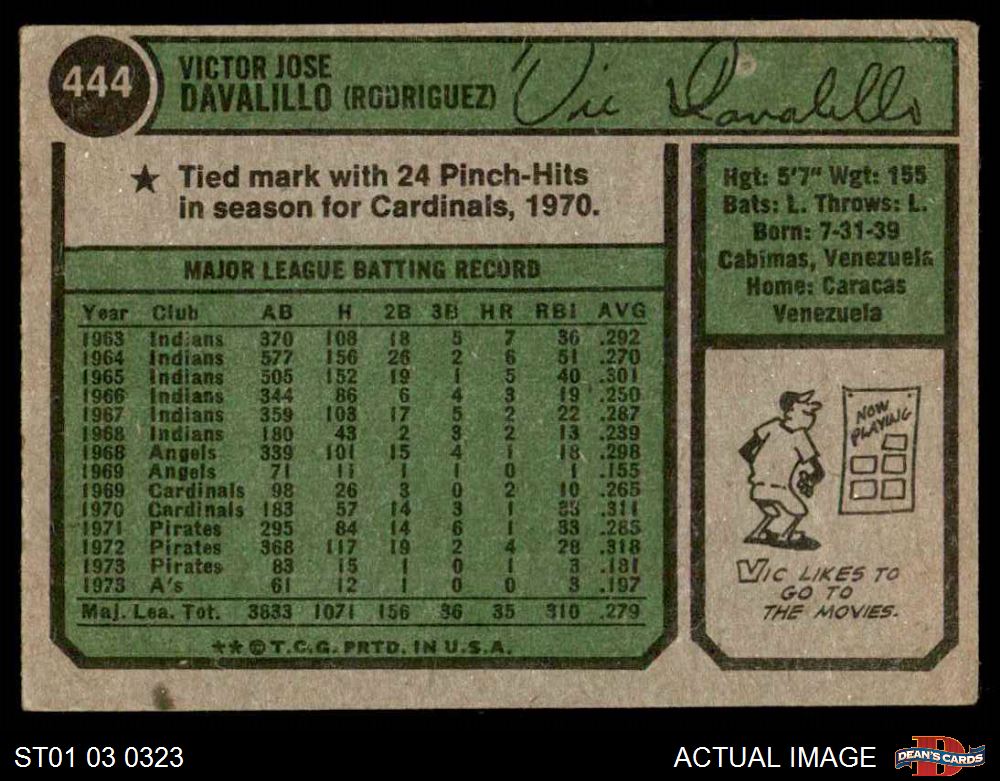 444
VICTOR JOSE
DAVALILLO (RODRIGUEZ)
Vic Davalillo
★ Tied mark with 24 Pinch-Hits
in season for Cardinals, 1970.
MAJOR LEAGUE BATTING RECORD
Year Club AB H 2B 3B HR RBI AVG
1963 Indians 370 108 18 5 7 36 .292
1964 Indians 577 156 26 2 6 51 .270
1965 Indians 505 152 19 1 5 40 .301
1966 Indians 344 86 6 4 3 19 .250
1967 Indians 359 103 17 5 2 22 .287
1968 Indians 180 43 2 3 2 13 .239
1968 Angels 339 101 15 4 1 18 .298
1969 Angels 71 11 1 1 0 1 .155
1969 Cardinals 98 26 3 0 2 10 .265
1970 Cardinals 183 57 14 3 1 33 .311
1971 Pirates 295 84 14 6 1 33 .285
1972 Pirates 368 117 19 2 4 28 .318
1973 Pirates 83 15 1 0 1 3 .181
1973 A's 61 12 1 0 0 3 .197
Maj. Lea. Tot. 3833 1071 156 36 35 310 .279
**©T.C.G. PRTD. IN U.S.A.
Hgt: 5'7" Wgt: 155
Bats: L. Throws: L.
Born: 7-31-39
Cabimas, Venezuela
Home: Caracas
Venezuela
NOW
PLAYING
VIC LIKES TO
GO TO
THE MOVIES.
ST01 03 0323
ACTUAL IMAGE
D
DEAN'S CARDS